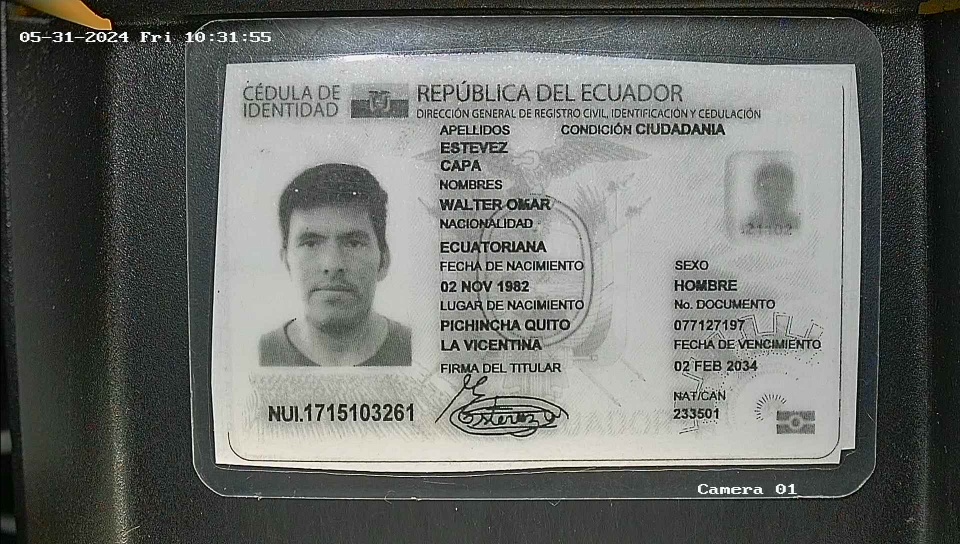 05-31-2024 Fri 10:31:55
CÉDULA DE IDENTIDAD
REPÚBLICA DEL ECUADOR
DIRECCIÓN GENERAL DE REGISTRO CIVIL, IDENTIFICACIÓN Y CEDULACIÓN
APELLIDOS
CONDICIÓN CIUDADANIA
ESTEVEZ
CAPA
NOMBRES
WALTER OMAR
NACIONALIDAD
ECUATORIANA
FECHA DE NACIMIENTO
02 NOV 1982
LUGAR DE NACIMIENTO
PICHINCHA QUITO
LA VICENTINA
FIRMA DEL TITULAR
SEXO
HOMBRE
No. DOCUMENTO
077127197
FECHA DE VENCIMIENTO
02 FEB 2034
NAT/CAN
233501
NUI.1715103261
Camera 01